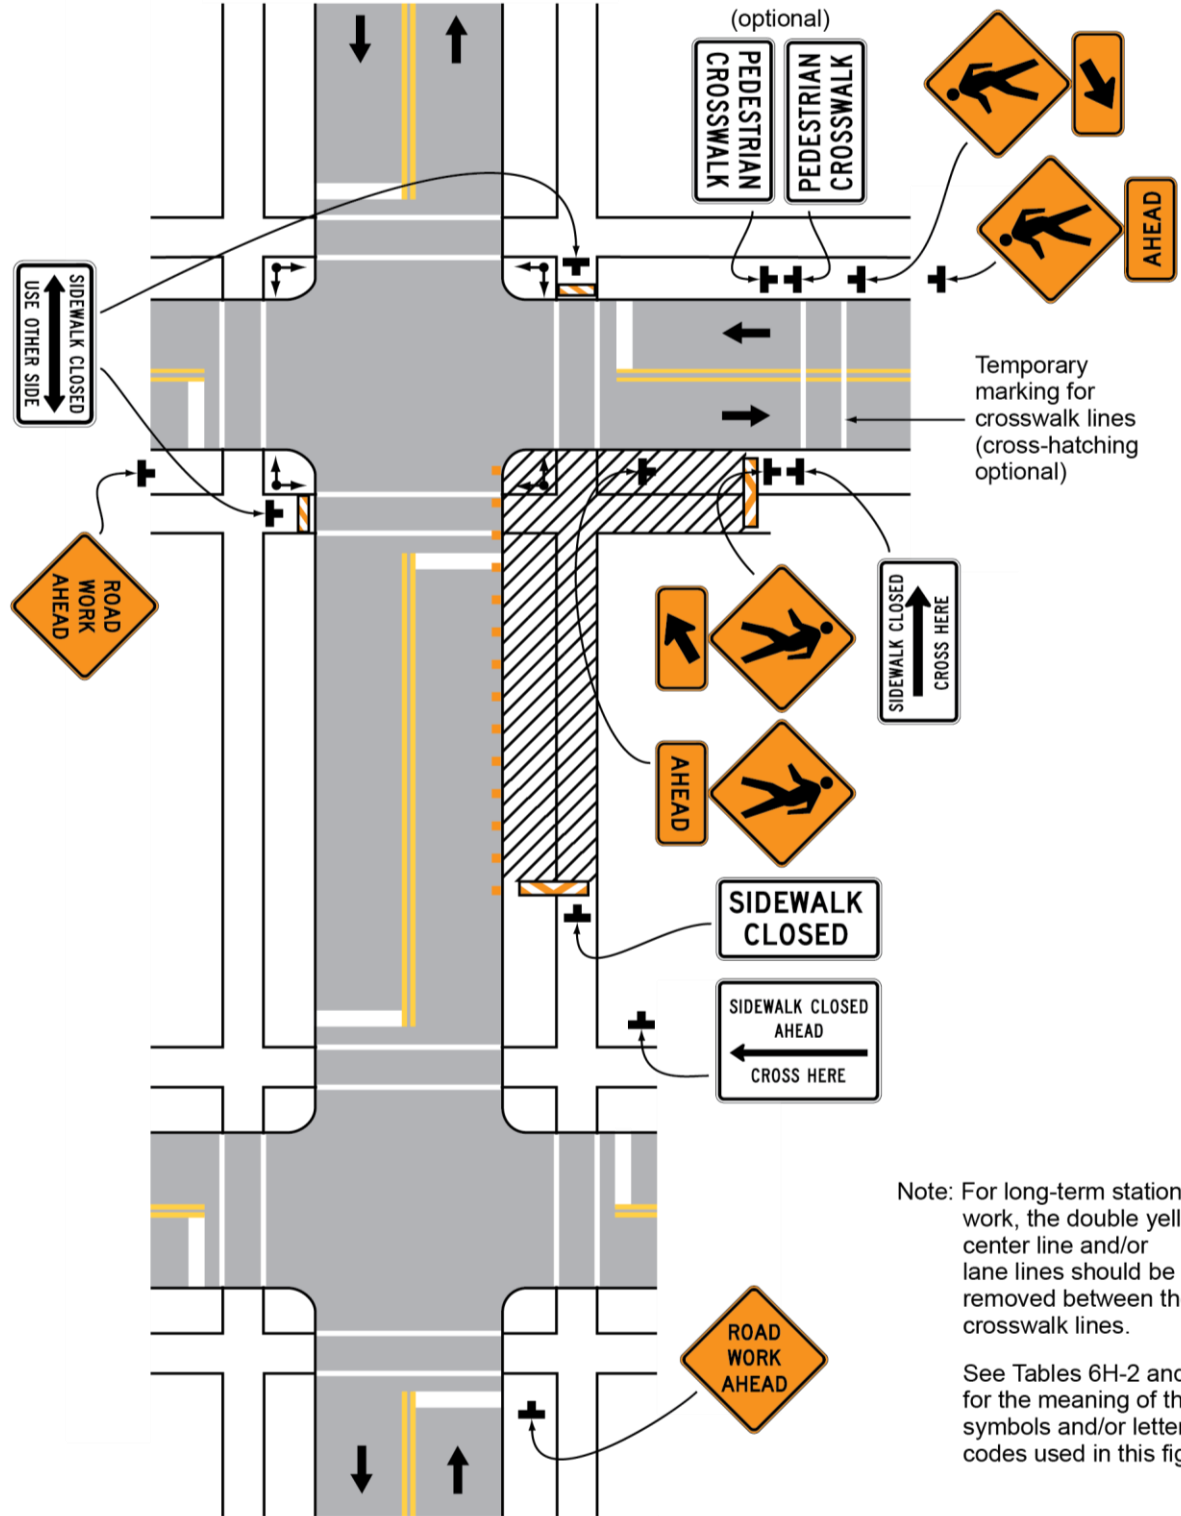 (optional)
PEDESTRIAN
CROSSWALK
PEDESTRIAN
CROSSWALK
AHEAD
SIDEWALK CLOSED
USE OTHER SIDE
Temporary
marking for
crosswalk lines
(cross-hatching
optional)
ROAD
WORK
AHEAD
SIDEWALK CLOSED
CROSS HERE
AHEAD
SIDEWALK
CLOSED
SIDEWALK CLOSED
AHEAD
CROSS HERE
Note: For long-term station
work, the double yell
center line and/or
lane lines should be
removed between th
crosswalk lines.
ROAD
WORK
AHEAD
See Tables 6H-2 and
for the meaning of th
symbols and/or letter
codes used in this fig